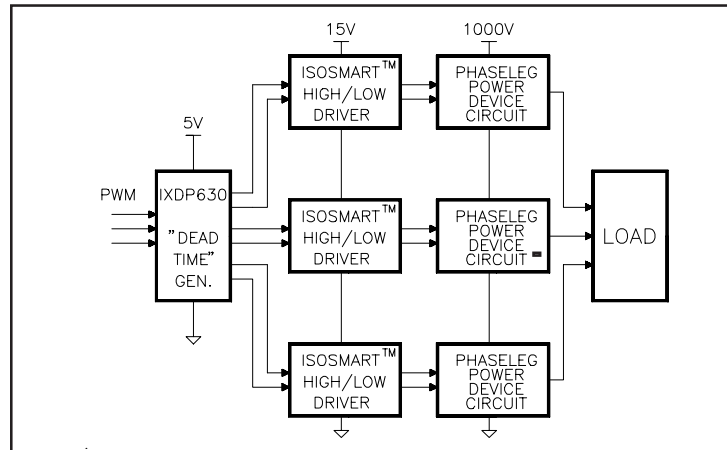 15V
1000V
ISOSMART™
HIGH/LOW
DRIVER
PHASELEG
POWER
DEVICE
CIRCUIT
5V
PWM
IXDP630
"DEAD
TIME"
GEN.
ISOSMART™
HIGH/LOW
DRIVER
PHASELEG
POWER
DEVICE
CIRCUIT
LOAD
ISOSMART™
HIGH/LOW
DRIVER
PHASELEG
POWER
DEVICE
CIRCUIT